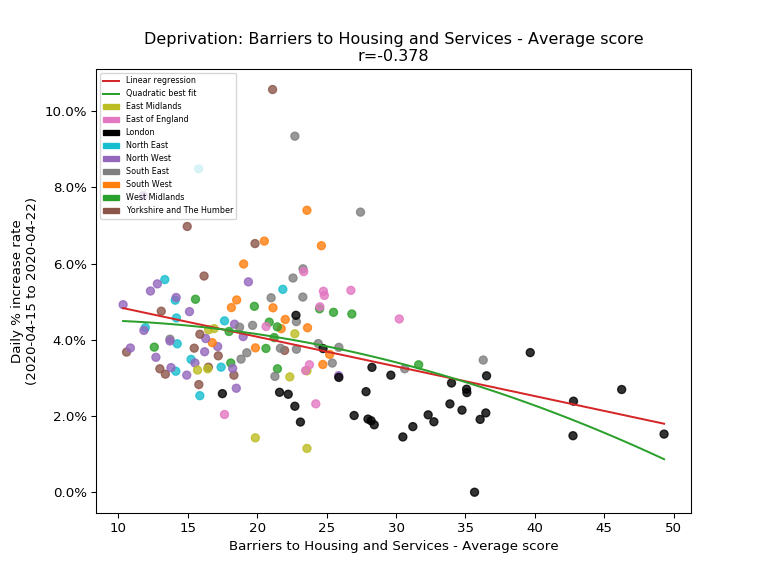 Deprivation: Barriers to Housing and Services - Average score
r=-0.378
Linear regression
Quadratic best fit
East Midlands
East of England
London
North East
North West
South East
South West
West Midlands
Yorkshire and The Humber
10.0%
8.0%
6.0%
4.0%
2.0%
0.0%
Daily % increase rate
(2020-04-15 to 2020-04-22)
10 15 20 25 30 35 40 45 50
Barriers to Housing and Services - Average score